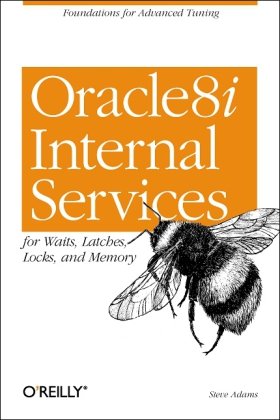 Foundations for Advanced Tuning
Oracle8i
Internal
Services
for Waits, Latches,
Locks, and Memory
O'REILLY®
Steve Adams